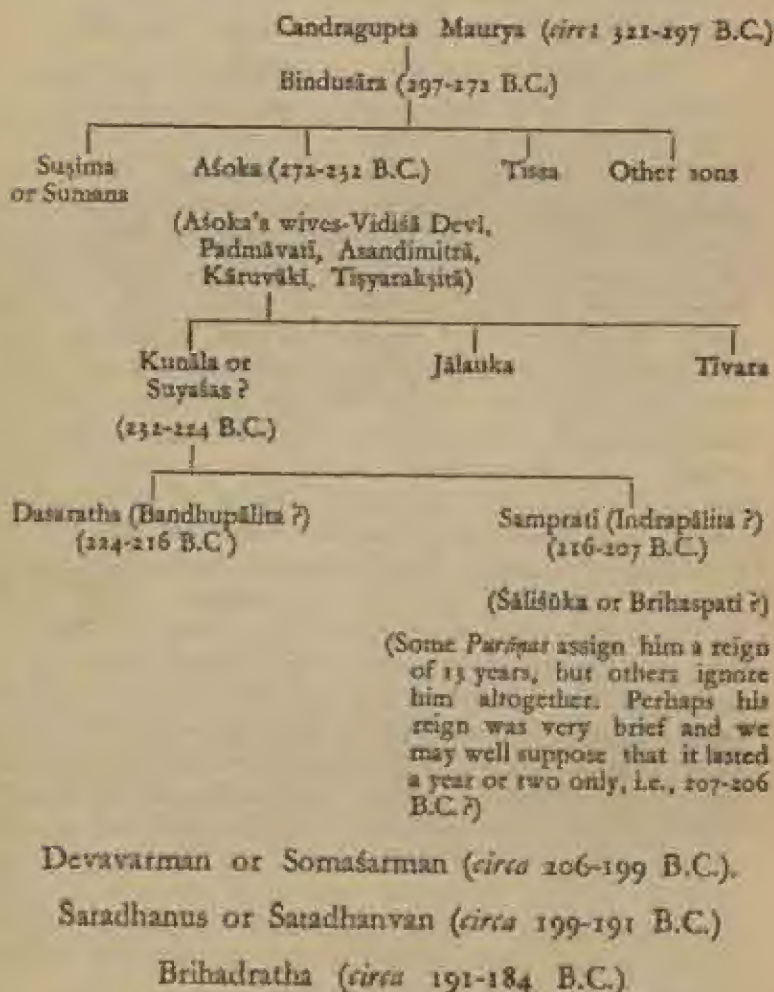 Candragupta Maurya (circa 321-297 B.C.)
Bindusāra (297-272 B.C.)
Suṣima Aśoka (272-232 B.C.) Tissa Other sons
or Sumana
(Aśoka's wives-Vidiśā Devī,
Padmāvatī, Asandimitrā,
Kāruvākī, Tiṣyarakṣitā)
Kunāla or Jālauka Tīvara
Suyaśas ?
(232-224 B.C.)
Dasaratha (Bandhupālita ?) Samprati (Indrapālita ?)
(224-216 B.C.) (216-207 B.C.)
(Śāliśūka or Brihaspati ?)
(Some Purāṇas assign him a reign
of 13 years, but others ignore
him altogether. Perhaps his
reign was very brief and we
may well suppose that it lasted
a year or two only, i.e., 207-206
B.C.?)
Devavarman or Somaśarman (circa 206-199 B.C.).
Satadhanus or Satadhanvan (circa 199-191 B.C.)
Brihadratha (circa 191-184 B.C.)